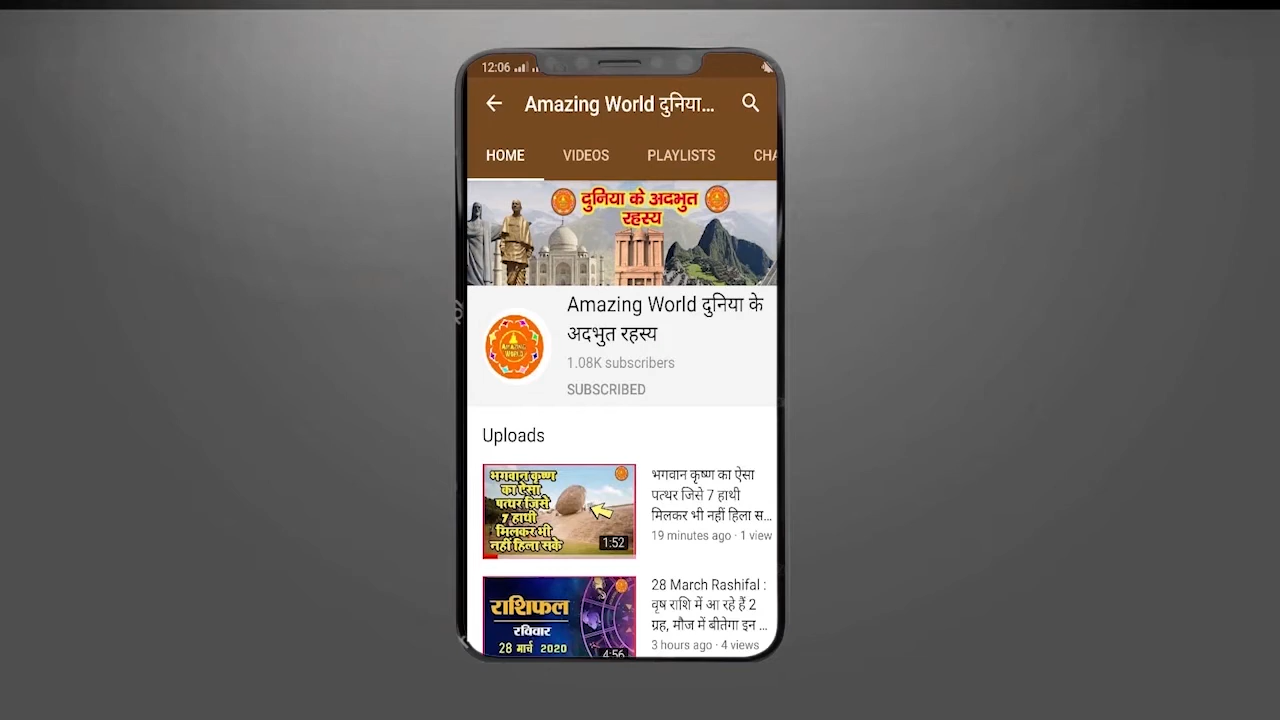 12:06
Amazing World दुनिया...
HOME VIDEOS PLAYLISTS CHA
दुनिया के अदभुत
रहस्य
AMAZING
WORLD
Amazing World दुनिया के
अदभुत रहस्य
1.08K subscribers
SUBSCRIBED
Uploads
भगवान कृष्ण
का ऐसा
पत्थर जिसे
7 हाथी
मिलकर भी
नहीं हिला सके
1:52
भगवान कृष्ण का ऐसा
पत्थर जिसे 7 हाथी
मिलकर भी नहीं हिला स...
19 minutes ago · 1 view
राशिफल
रविवार
28 मार्च 2020
4:56
28 March Rashifal :
वृष राशि में आ रहे हैं 2
ग्रह, मौज में बीतेगा इन ...
3 hours ago · 4 views